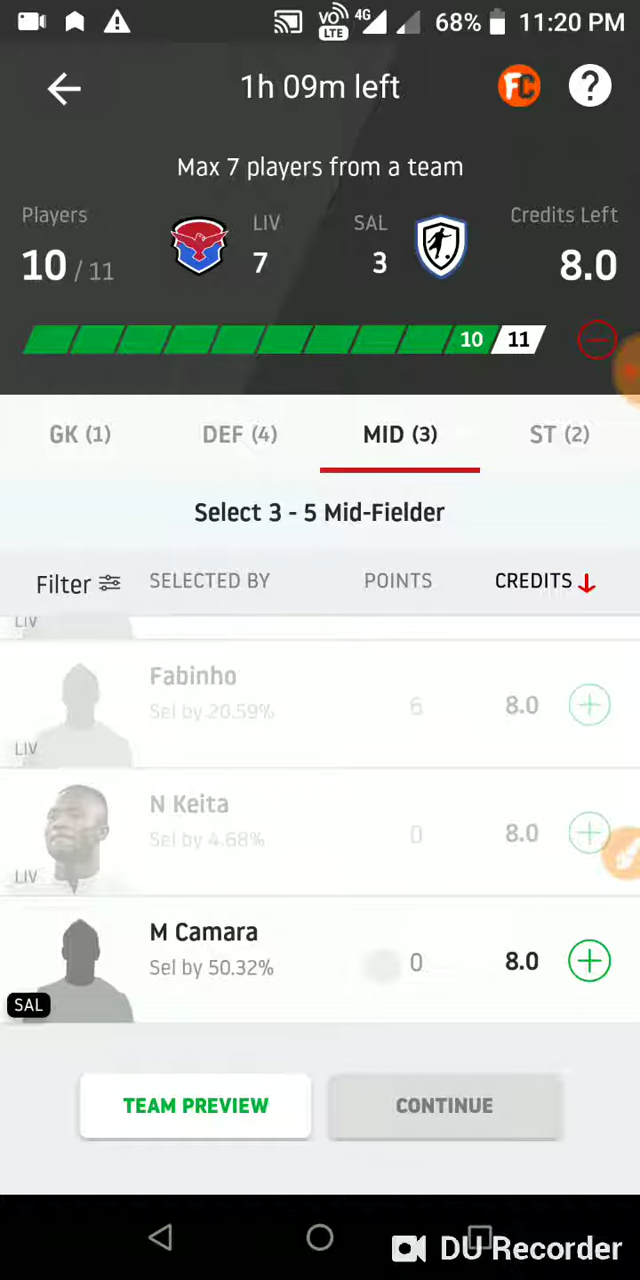 VO LTE 4G 68% 11:20 PM
1h 09m left FC ?
Max 7 players from a team
Players LIV SAL Credits Left
10 / 11 7 3 8.0
10 11
GK (1) DEF (4) MID (3) ST (2)
Select 3 - 5 Mid-Fielder
Filter SELECTED BY POINTS CREDITS
LIV
Fabinho
Sel by 20.59% 6 8.0
LIV
N Keita
Sel by 4.68% 0 8.0
LIV
M Camara
Sel by 50.32% 0 8.0
SAL
TEAM PREVIEW CONTINUE
DU Recorder